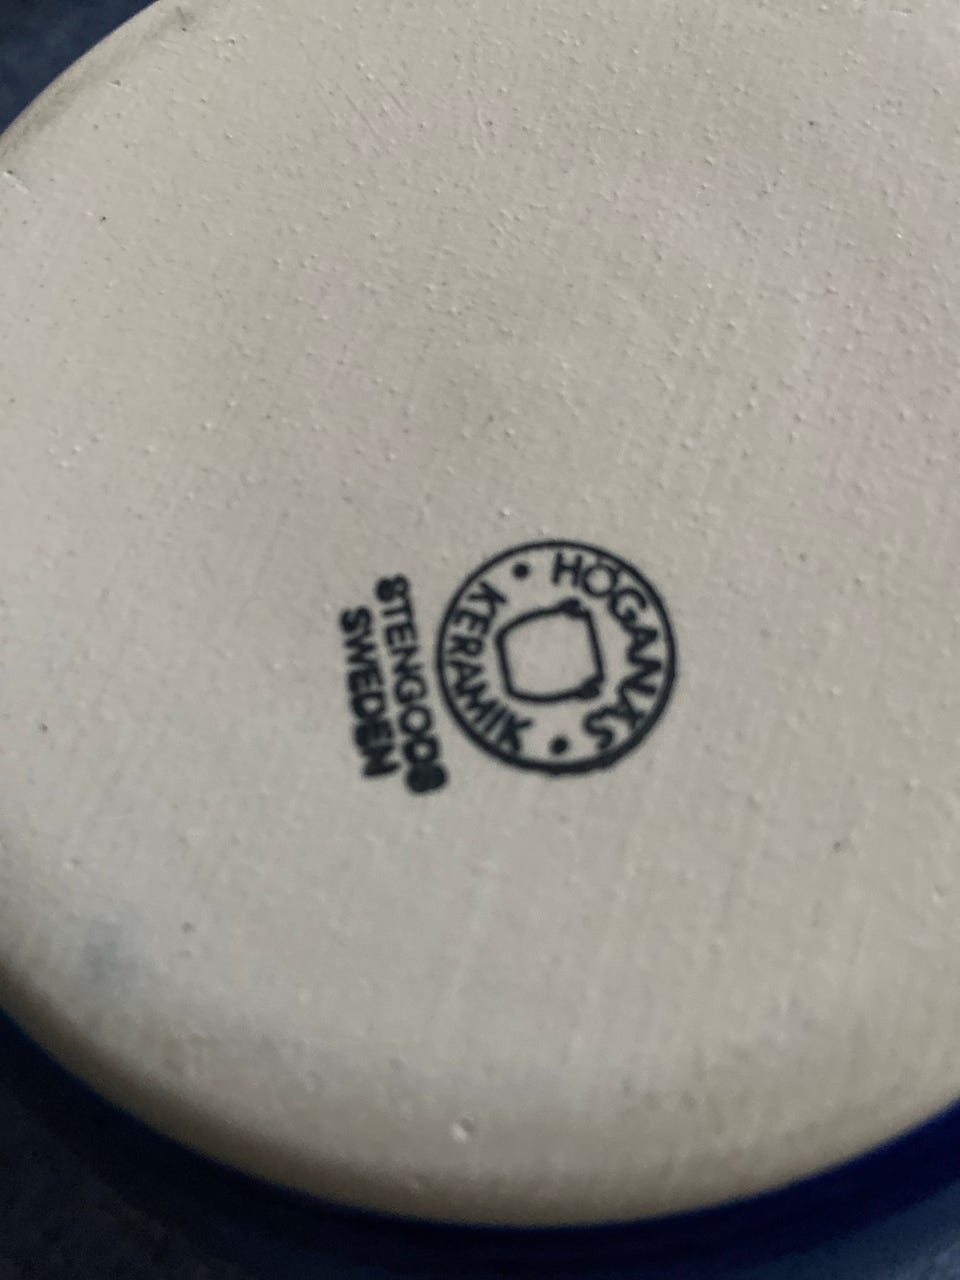 HÖGANÄS
KERAMIK
STENGODS
SWEDEN